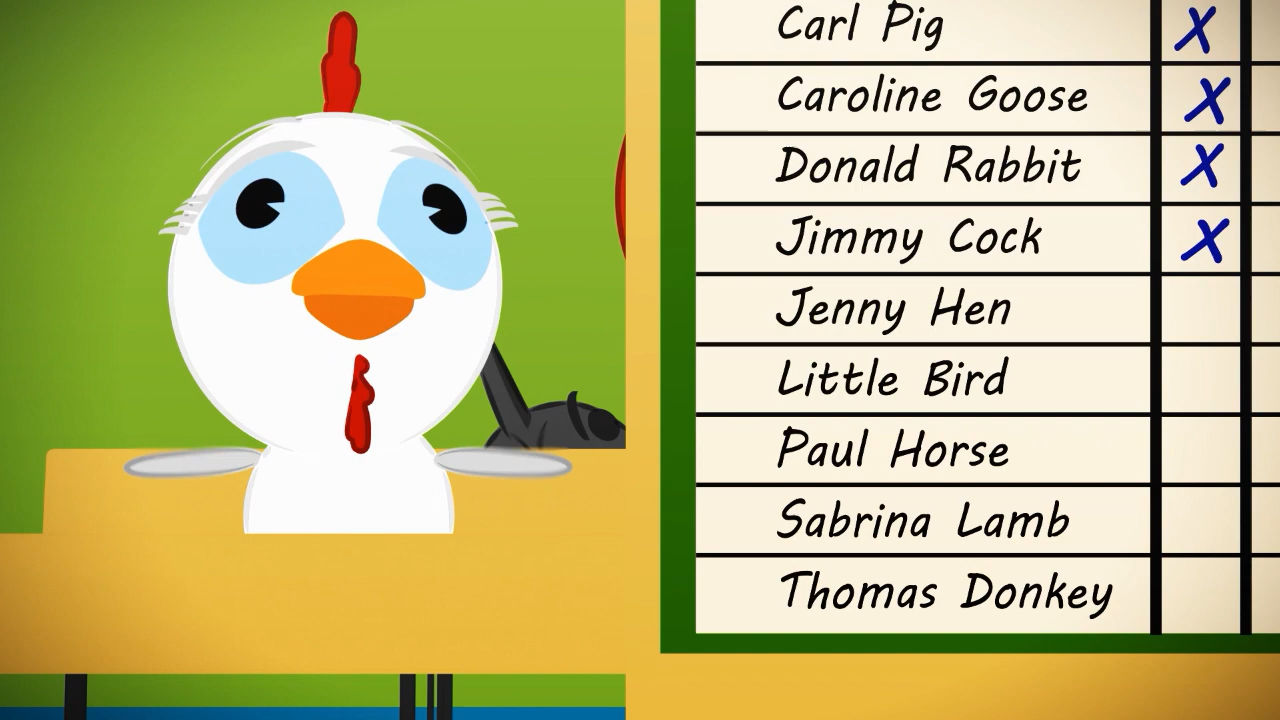 Carl Pig X
Caroline Goose X
Donald Rabbit X
Jimmy Cock X
Jenny Hen
Little Bird
Paul Horse
Sabrina Lamb
Thomas Donkey